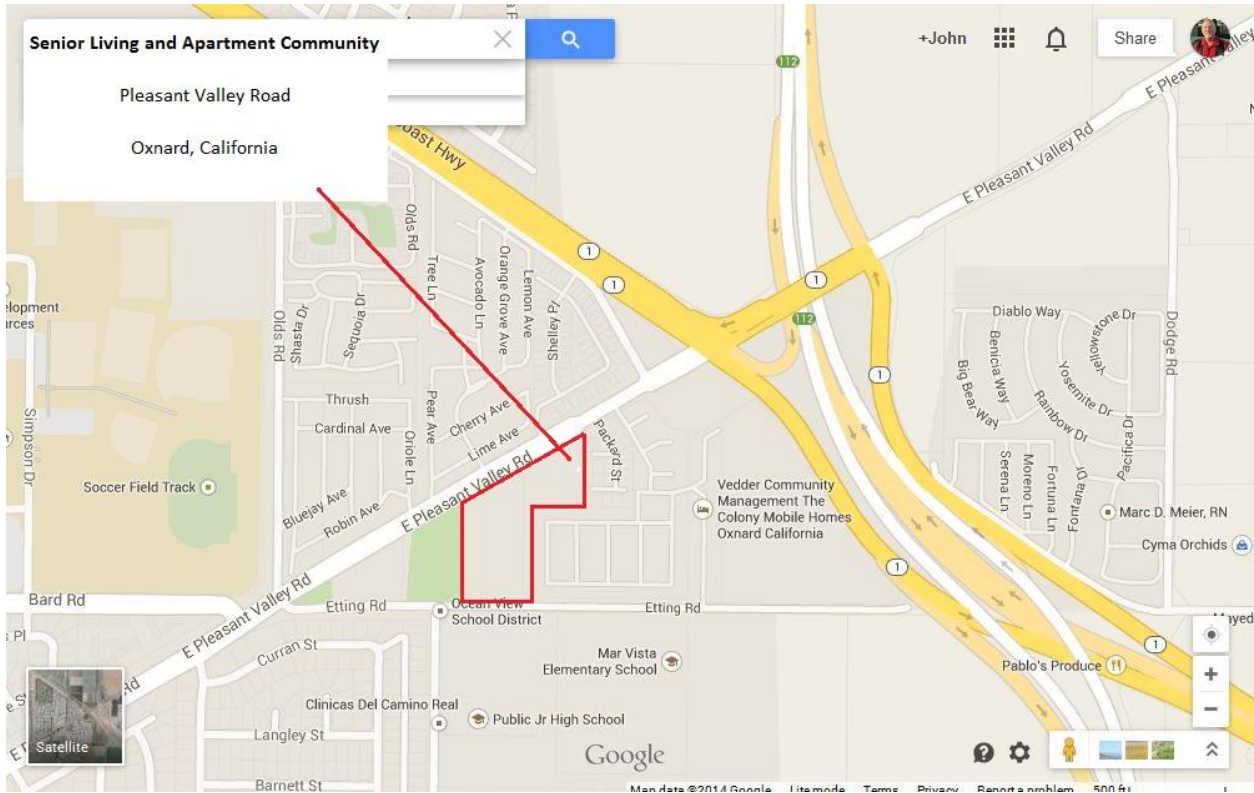 Senior Living and Apartment Community
Pleasant Valley Road
Oxnard, California
+John
Share
112
Coast Hwy
E Pleasant Valley Rd
E Pleasant Valley Rd
1
1
1
112
1
1
1
Olds Rd
Tree Ln
Avocado Ln
Orange Grove Ave
Lemon Ave
Shelley Pl
Shasta Dr
Sequoia Dr
Olds Rd
Thrush
Cardinal Ave
Pear Ave
Oriole Ln
Cherry Ave
Lime Ave
Packard St
Diablo Way
Yellowstone Dr
Dodge Rd
Benicia Way
Big Bear Way
Yosemite Dr
Rainbow Dr
Pacifica Dr
Serena Ln
Moreno Ln
Fortuna Ln
Fontana Dr
Simpson Dr
Soccer Field Track
Bluejay Ave
Robin Ave
E Pleasant Valley Rd
Vedder Community
Management The
Colony Mobile Homes
Oxnard California
Marc D. Meier, RN
Cyma Orchids
Bard Rd
E Pleasant Valley Rd
Etting Rd
Ocean View
School District
Etting Rd
Curran St
Mar Vista
Elementary School
Pablo's Produce
Clinicas Del Camino Real
Public Jr High School
Langley St
Satellite
Google
Barnett St
Map data ©2014 Google Lite mode Terms Privacy Report a problem 500 ft